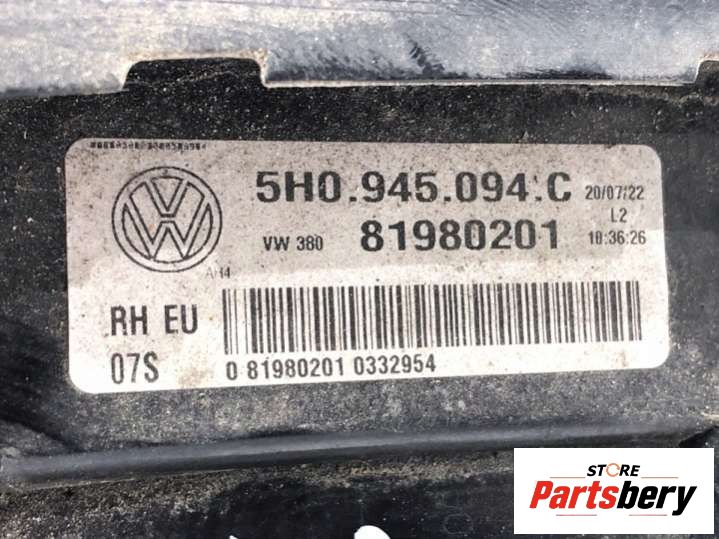 5H0.945.094.C 20/07/22
VW 380 81980201 L2
10:36:26
AH4
RH EU
07S
0 81980201 0332954
STORE
Partsbery